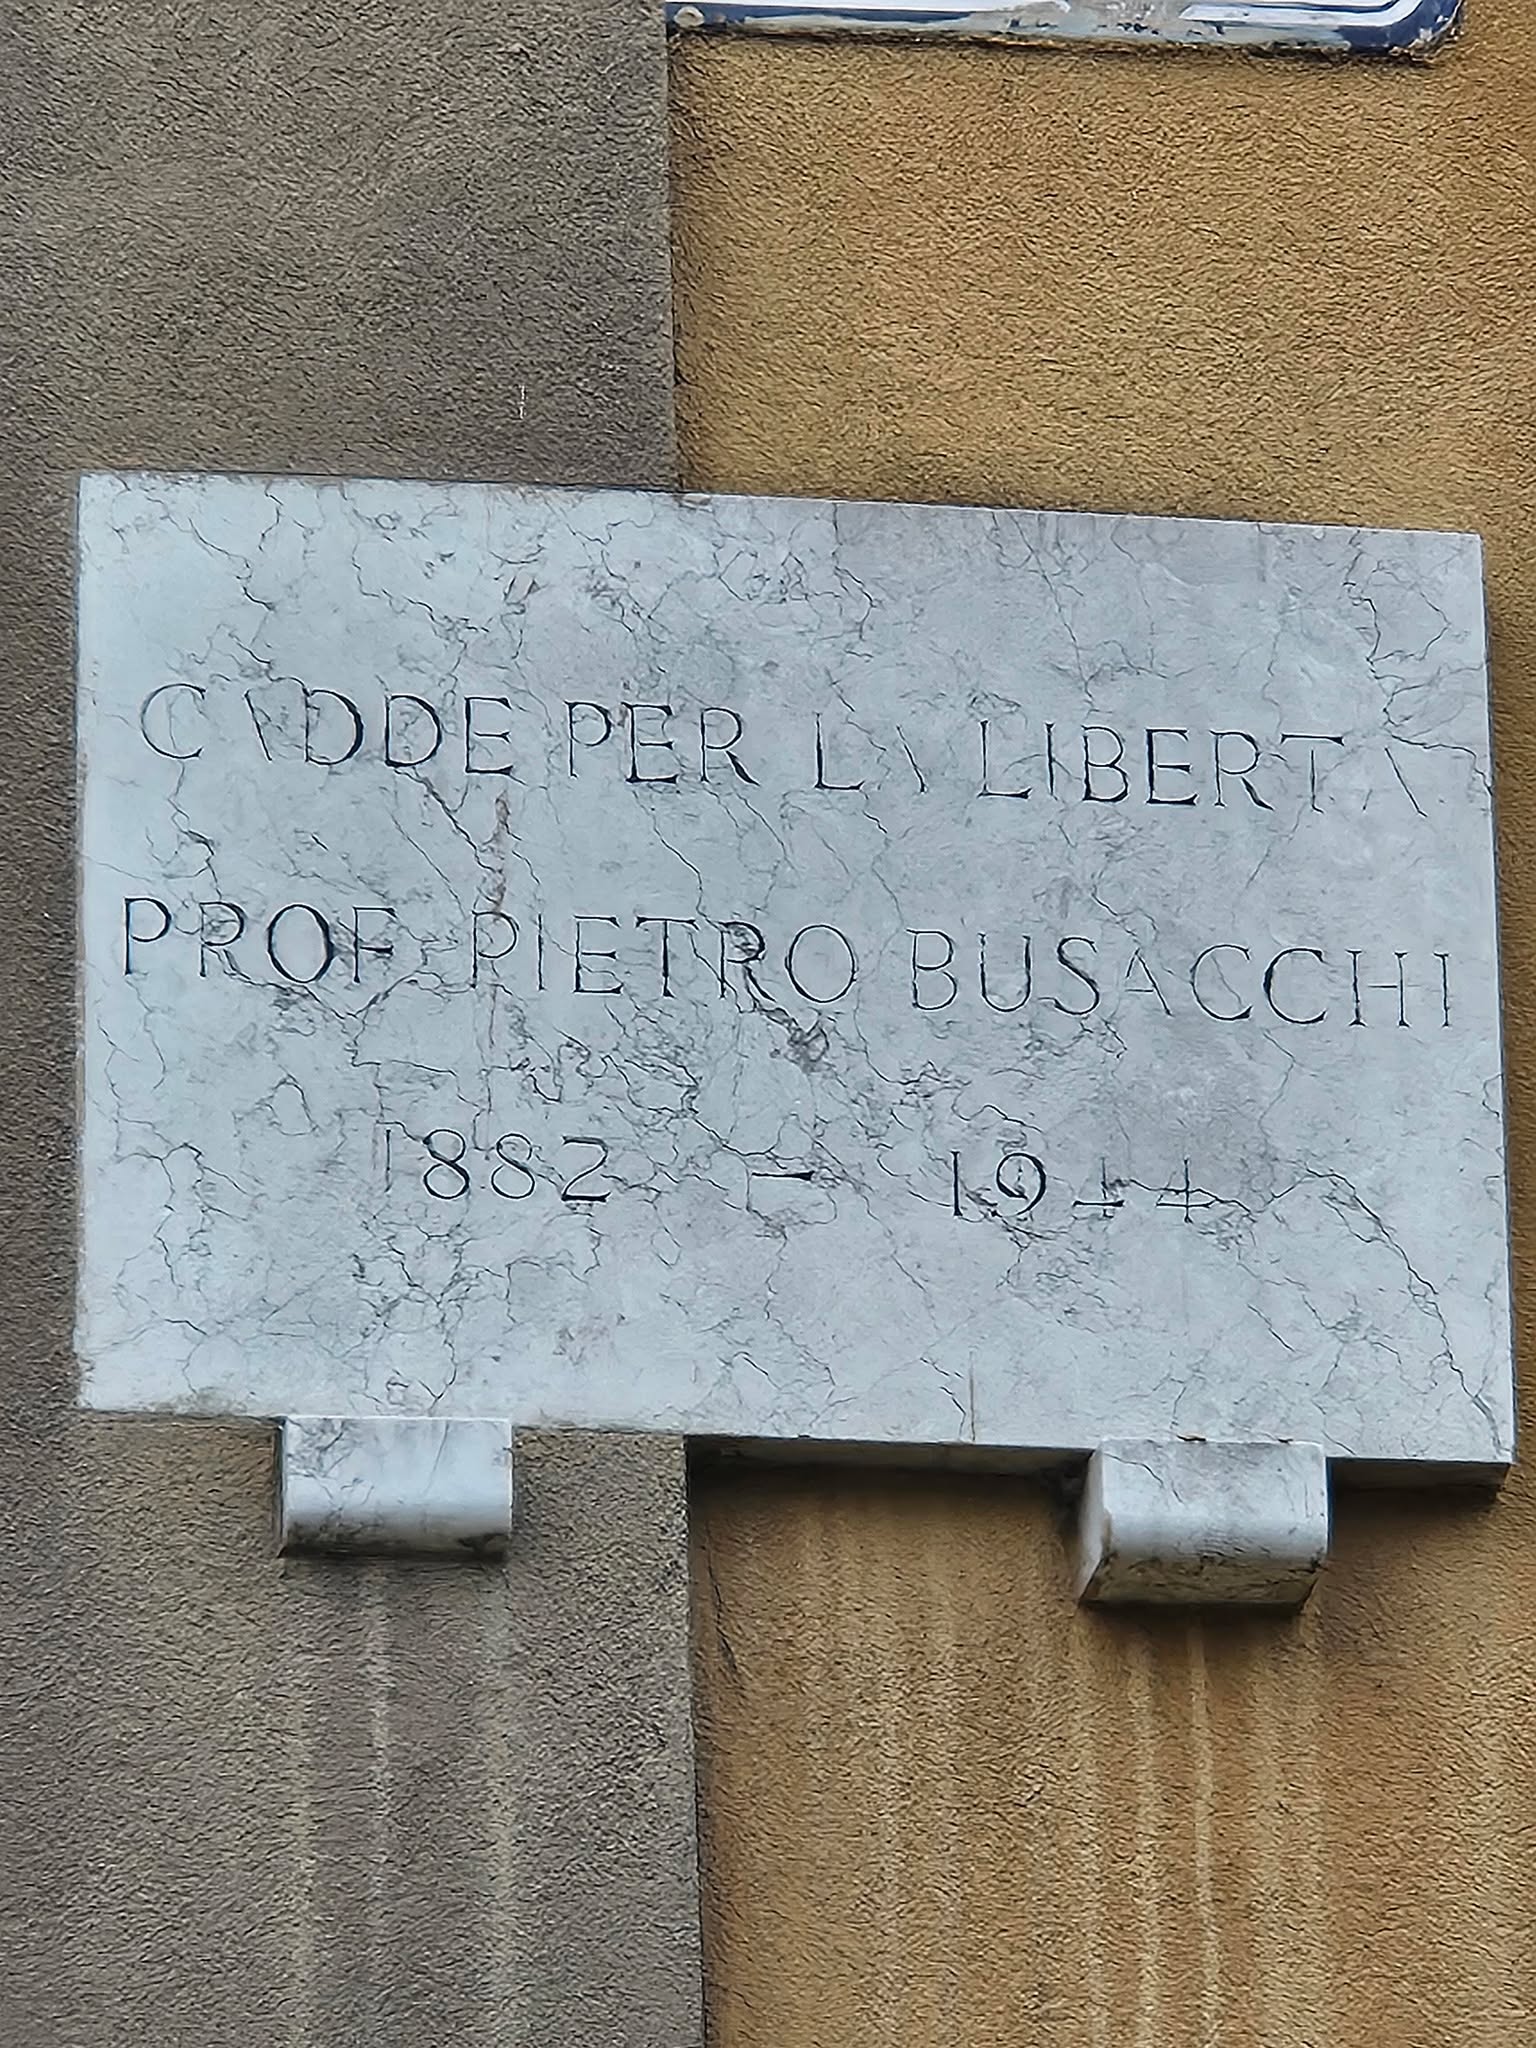 CADDE PER LA LIBERTA
PROF. PIETRO BUSACCHI
1882 – 1944